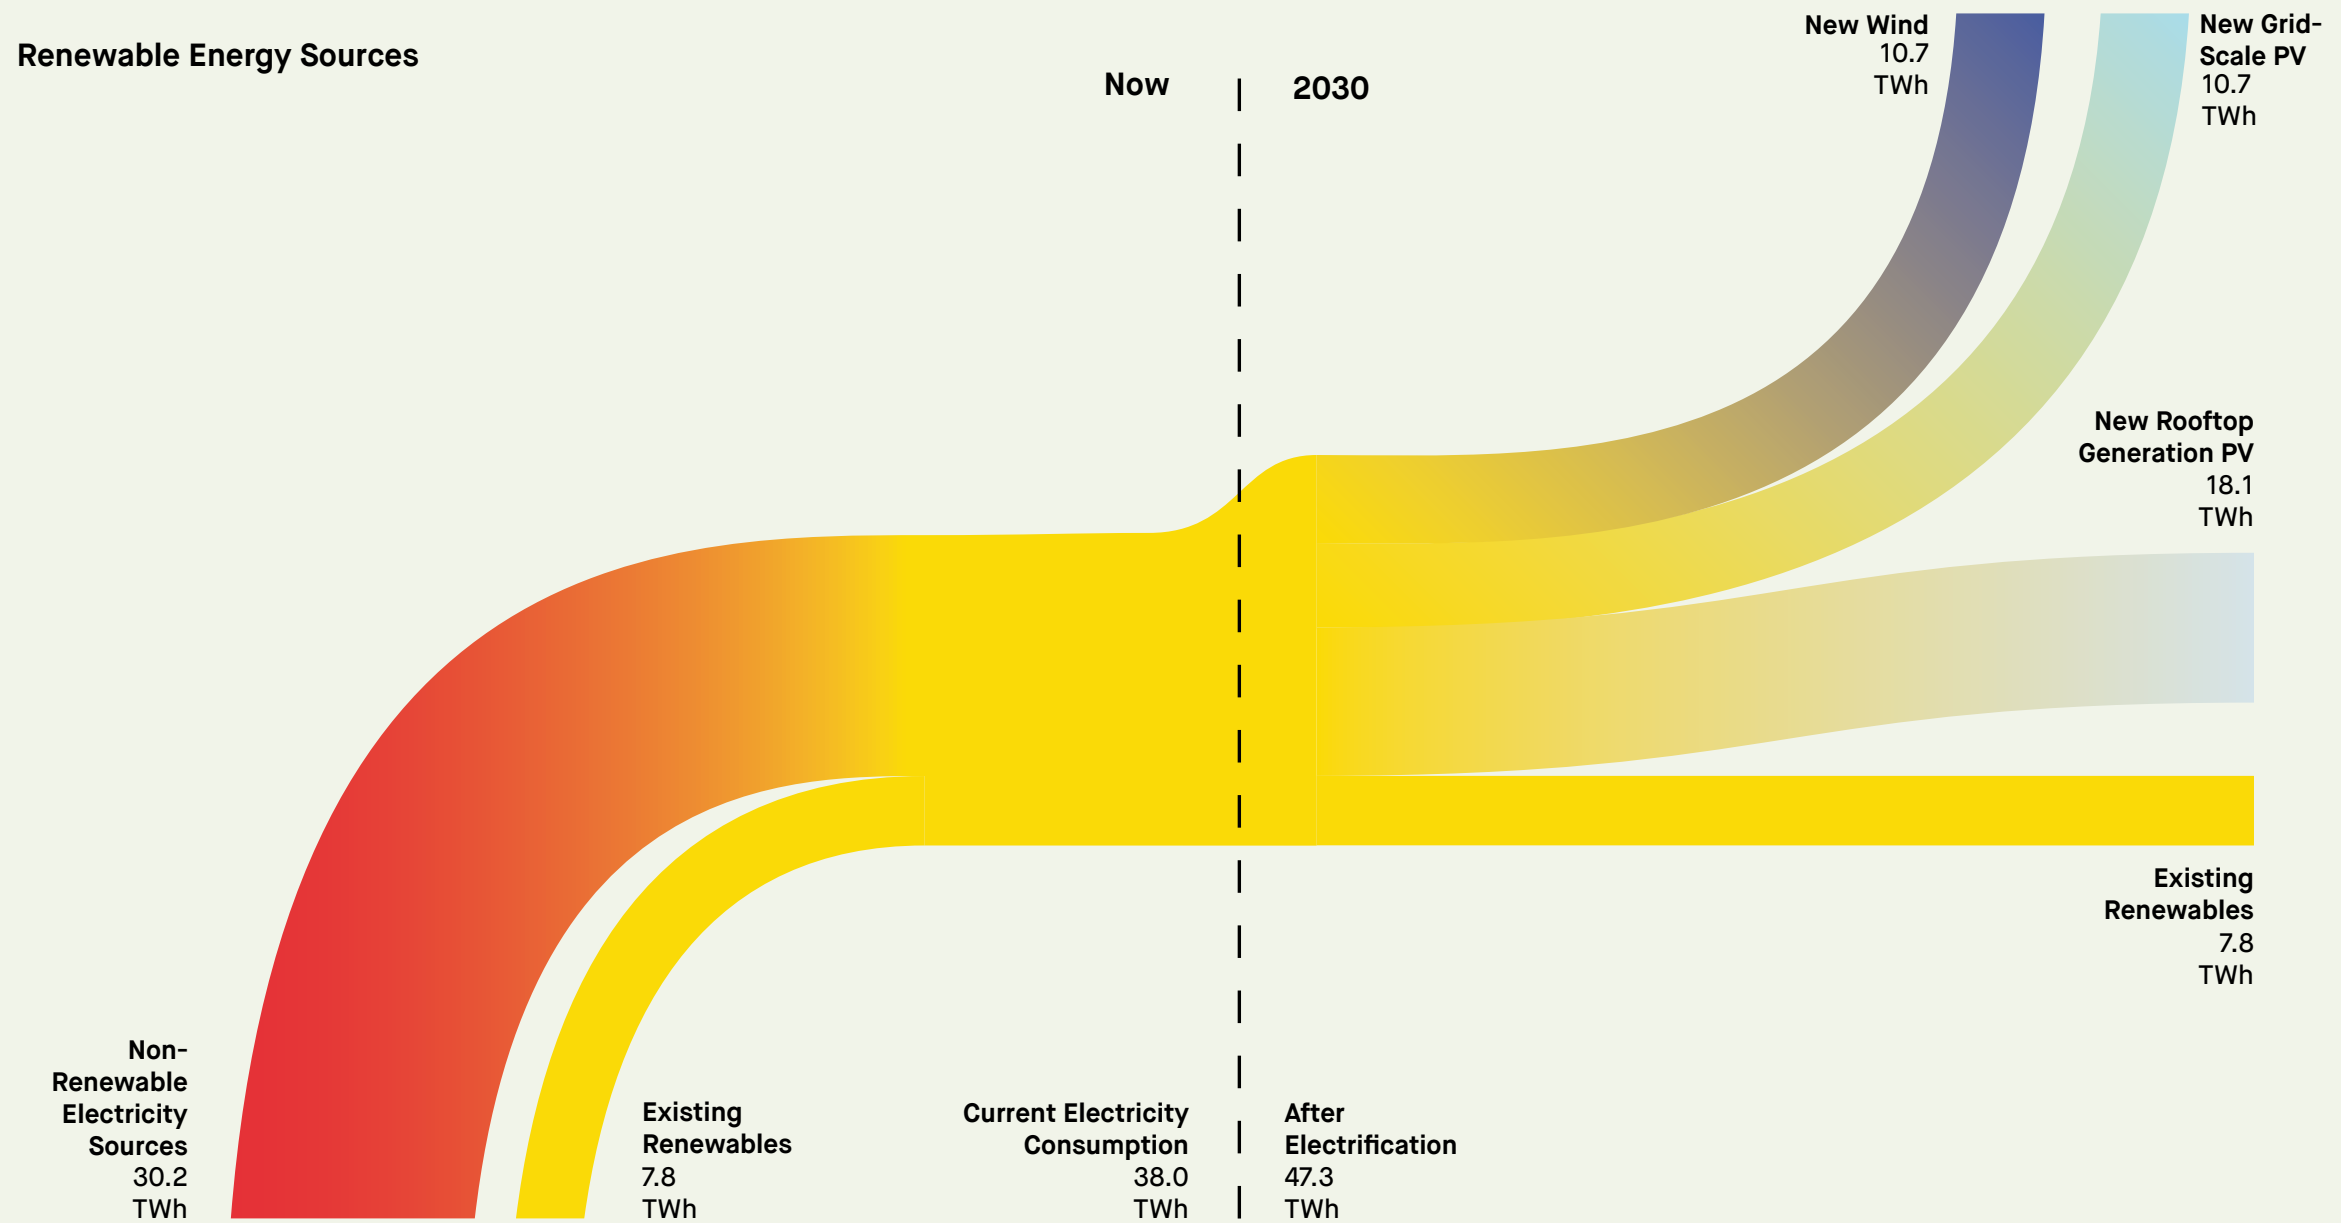 Renewable Energy Sources
Now
2030
New Wind
10.7
TWh
New Grid-
Scale PV
10.7
TWh
New Rooftop
Generation PV
18.1
TWh
Existing
Renewables
7.8
TWh
Non-
Renewable
Electricity
Sources
30.2
TWh
Existing
Renewables
7.8
TWh
Current Electricity
Consumption
38.0
TWh
After
Electrification
47.3
TWh